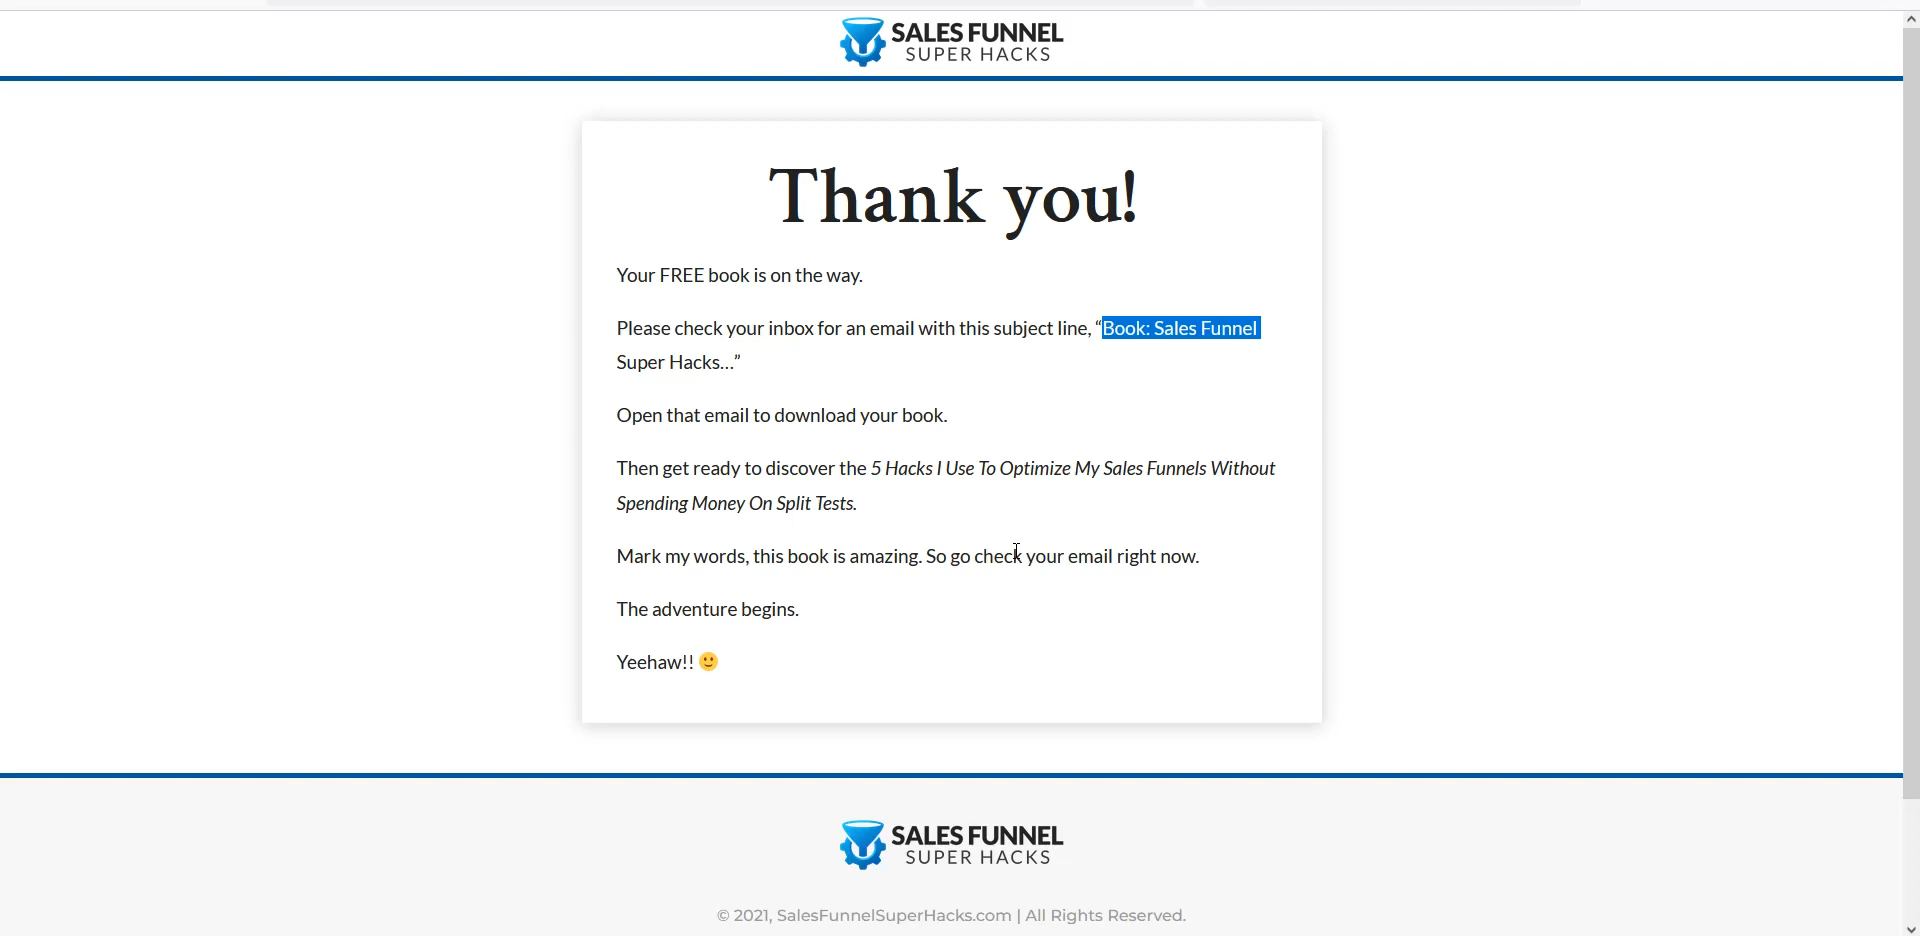 SALES FUNNEL
SUPER HACKS
Thank you!
Your FREE book is on the way.
Please check your inbox for an email with this subject line, “Book: Sales Funnel
Super Hacks…”
Open that email to download your book.
Then get ready to discover the 5 Hacks I Use To Optimize My Sales Funnels Without
Spending Money On Split Tests.
Mark my words, this book is amazing. So go check your email right now.
The adventure begins.
Yeehaw!! 🙂
SALES FUNNEL
SUPER HACKS
© 2021, SalesFunnelSuperHacks.com | All Rights Reserved.